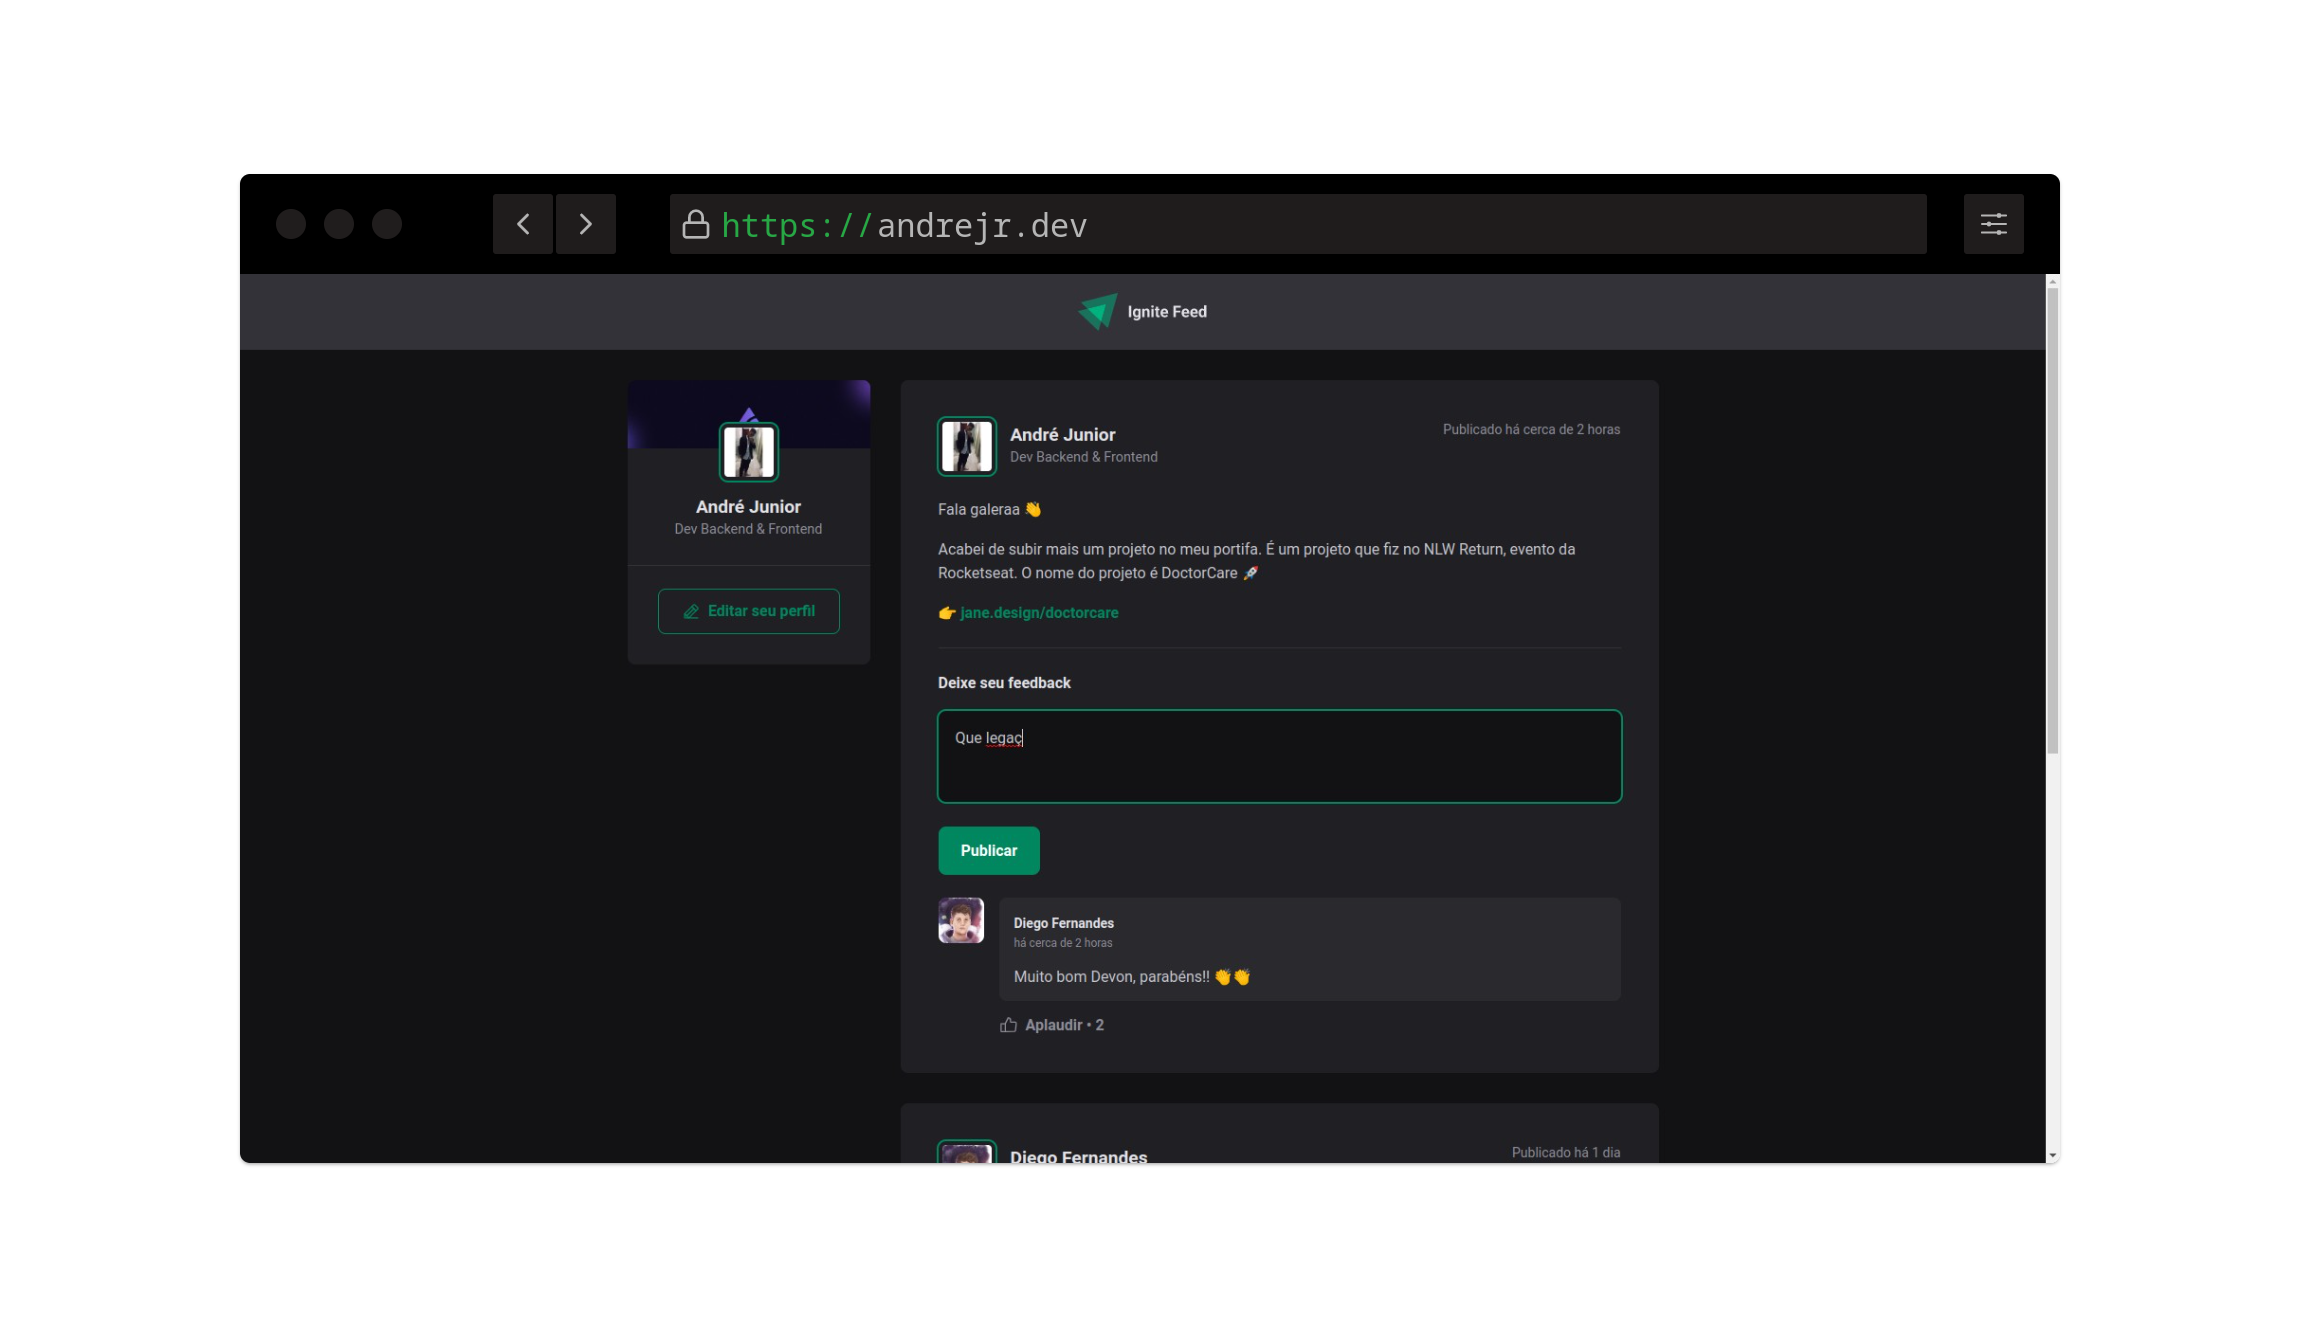 https://andrejr.dev
Ignite Feed
André Junior
Dev Backend & Frontend
Editar seu perfil
André Junior
Dev Backend & Frontend
Publicado há cerca de 2 horas
Fala galeraa 👋
Acabei de subir mais um projeto no meu portifa. É um projeto que fiz no NLW Return, evento da
Rocketseat. O nome do projeto é DoctorCare 🚀
👉 jane.design/doctorcare
Deixe seu feedback
Que legaç
Publicar
Diego Fernandes
há cerca de 2 horas
Muito bom Devon, parabéns!! 👏👏
Aplaudir • 2
Diego Fernandes
Publicado há 1 dia